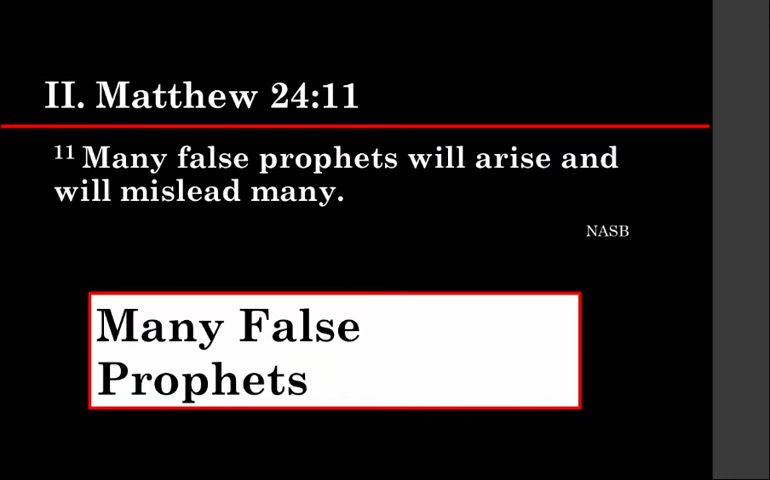 II. Matthew 24:11
11 Many false prophets will arise and
will mislead many.
NASB
Many False
Prophets